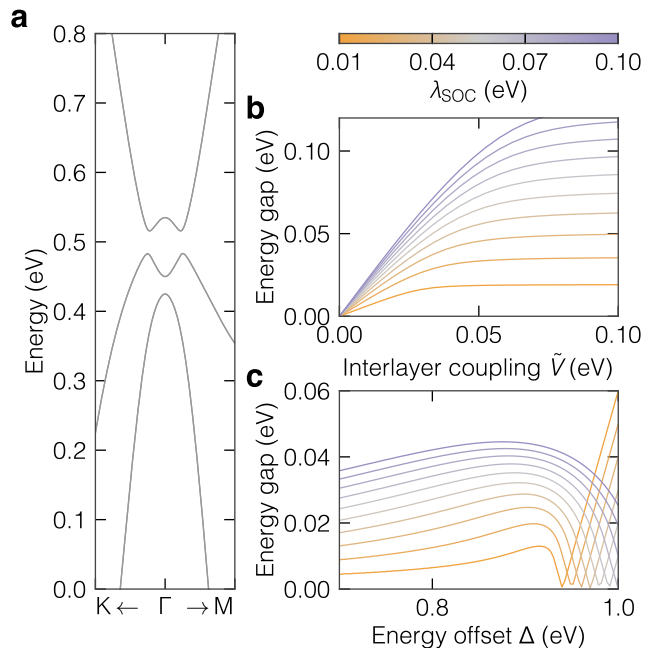 a
0.8
0.7
0.6
0.5
0.4
0.3
0.2
0.1
0.0
Energy (eV)
K ← Γ → M
0.01 0.04 0.07 0.10
λSOC (eV)
b
0.10
0.05
0.00
Energy gap (eV)
0.00 0.05 0.10
Interlayer coupling Ṽ (eV)
c
0.06
0.04
0.02
0.00
Energy gap (eV)
0.8 1.0
Energy offset Δ (eV)